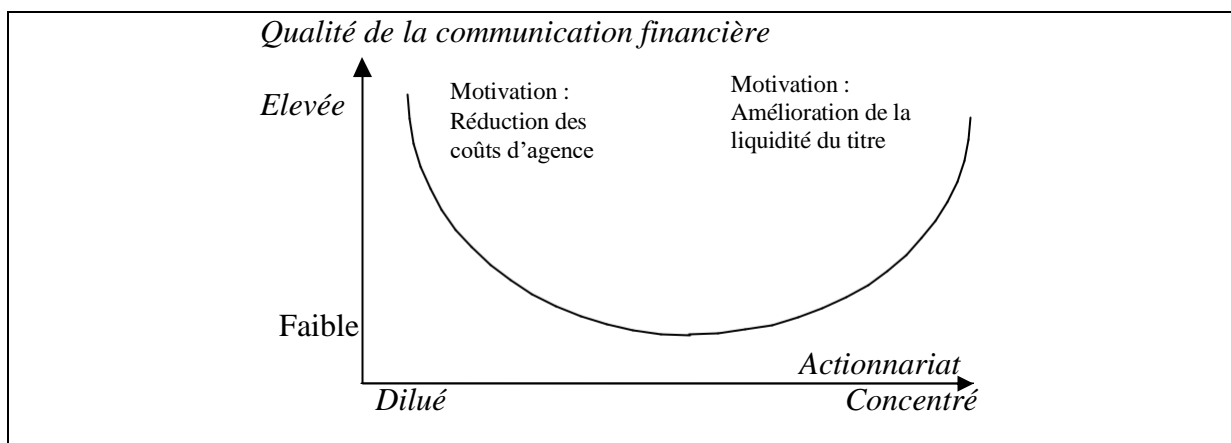 Qualité de la communication financière
Elevée
Motivation :
Réduction des
coûts d’agence
Motivation :
Amélioration de la
liquidité du titre
Faible
Actionnariat
Dilué
Concentré